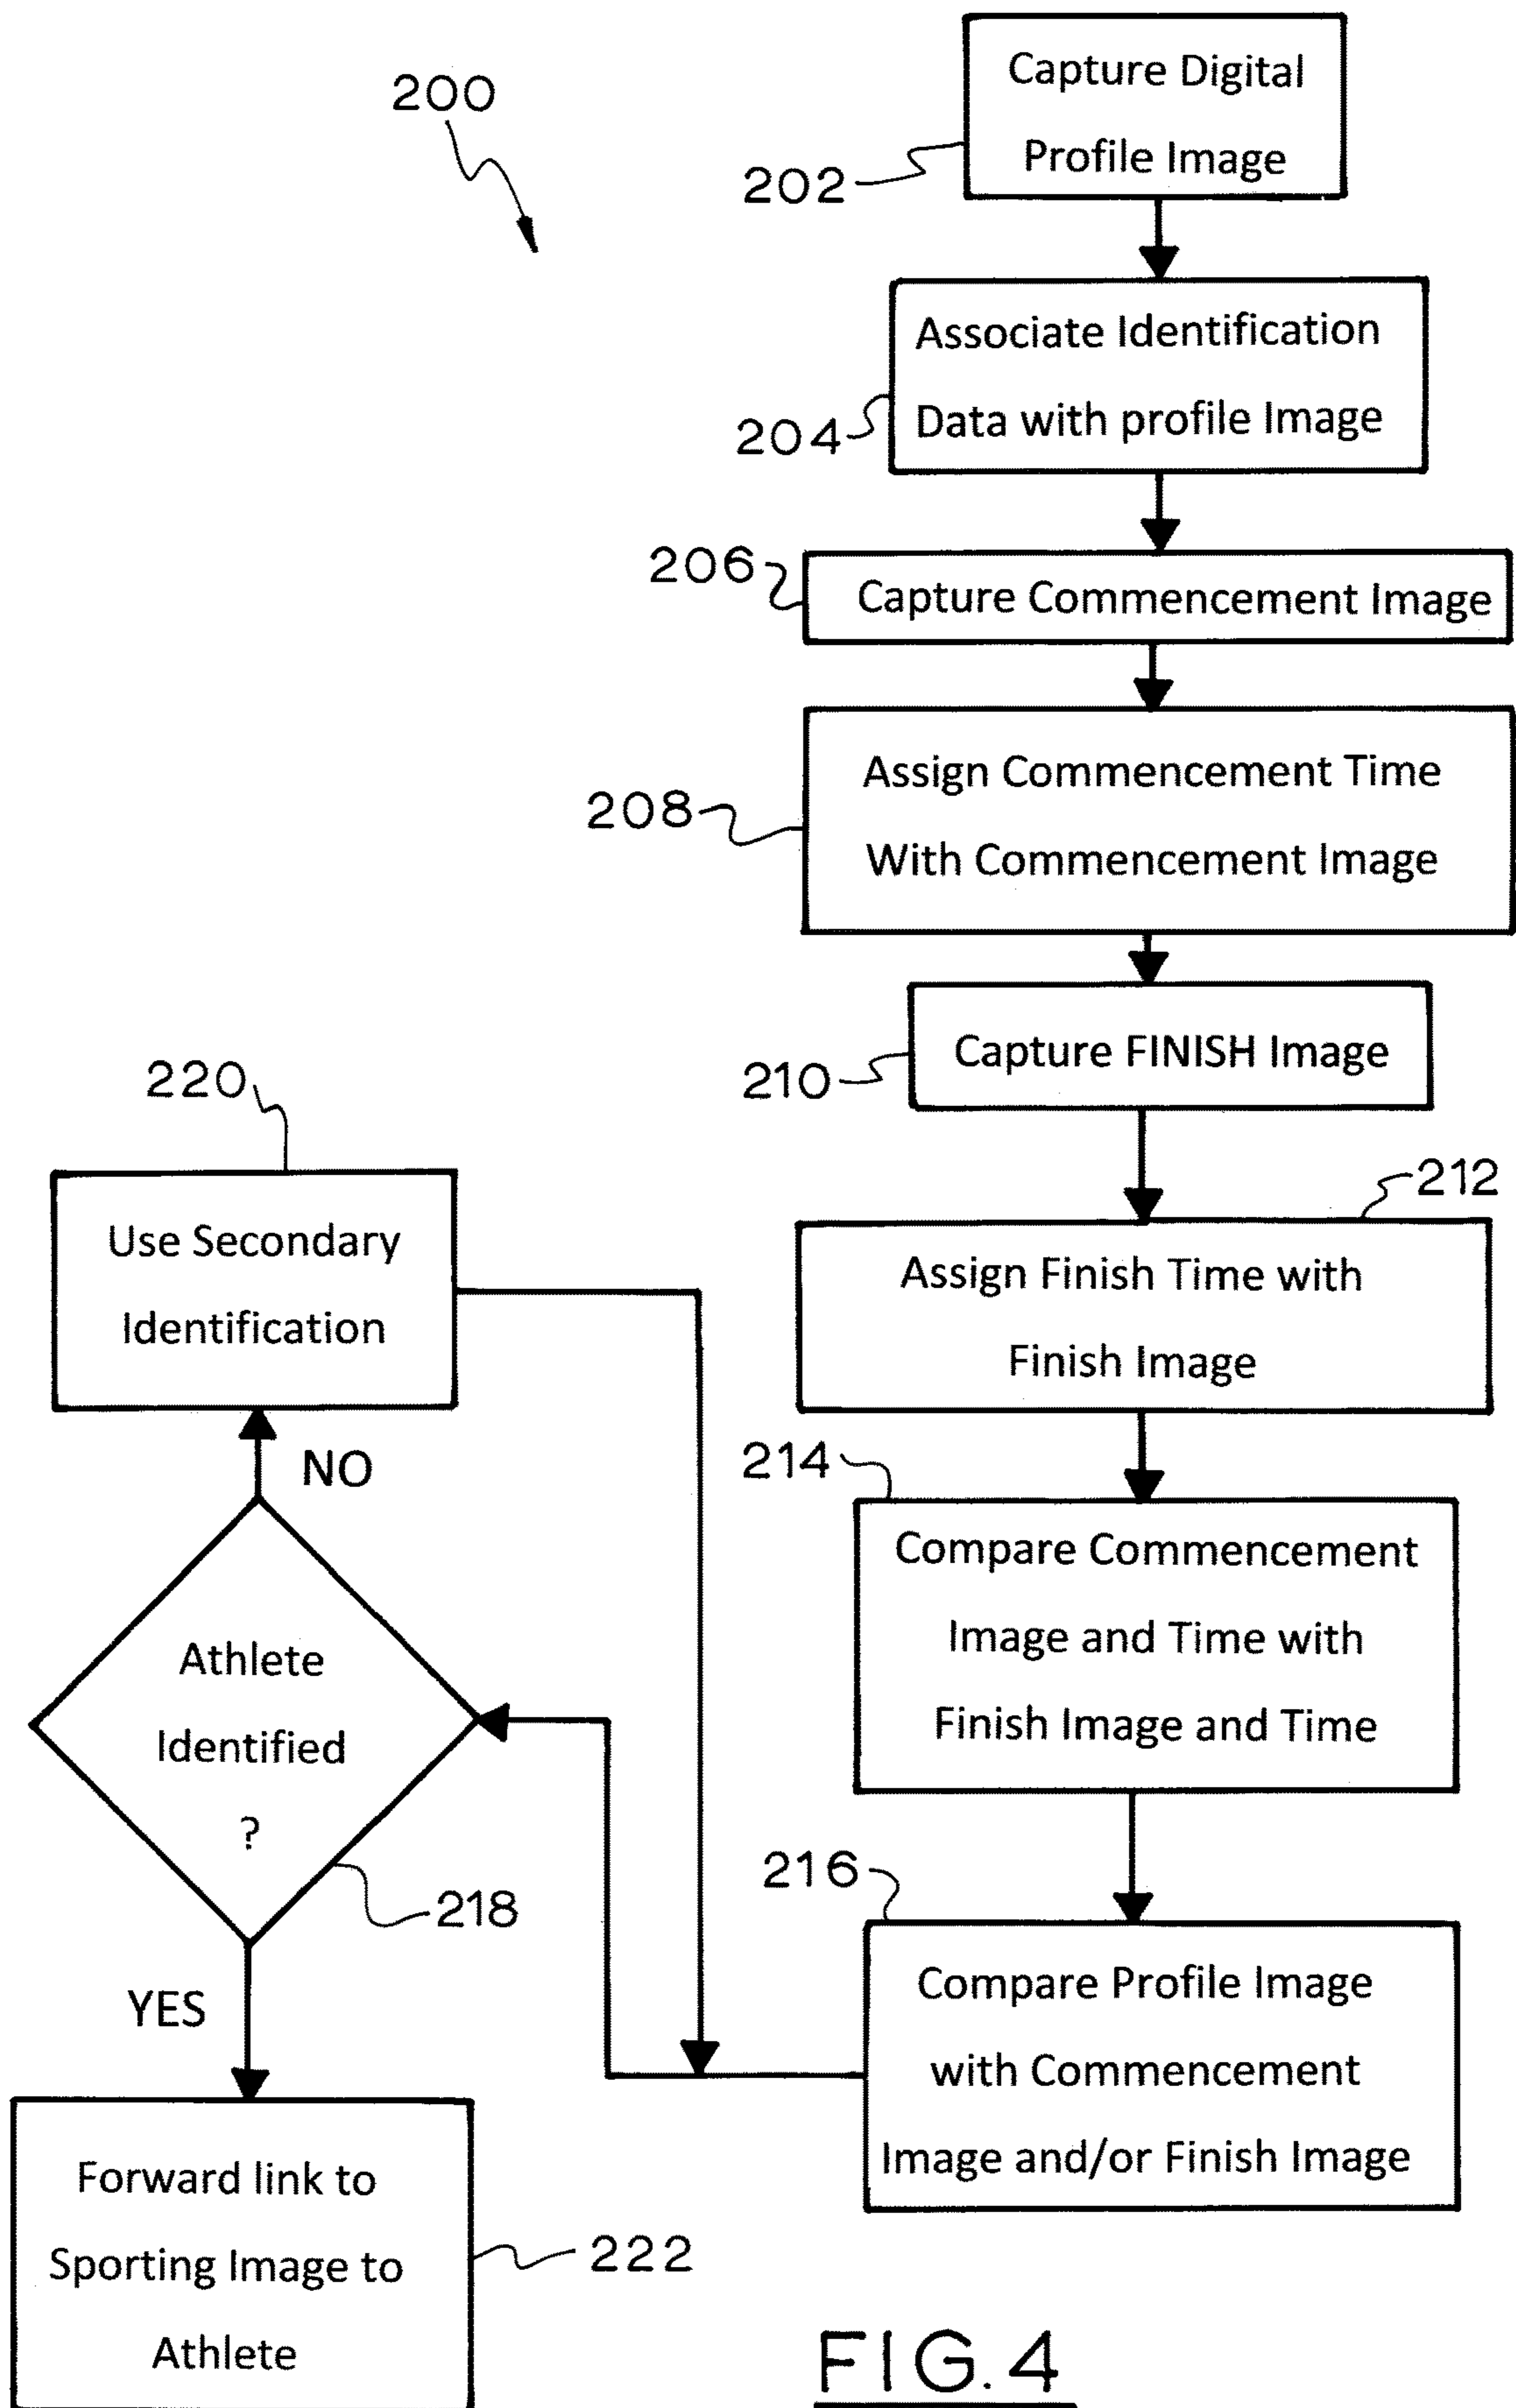 200
Capture Digital
Profile Image
202
Associate Identification
Data with profile Image
204
206
Capture Commencement Image
Assign Commencement Time
With Commencement Image
208
Capture FINISH Image
210
212
Assign Finish Time with
Finish Image
214
Compare Commencement
Image and Time with
Finish Image and Time
216
Compare Profile Image
with Commencement
Image and/or Finish Image
220
Use Secondary
Identification
NO
Athlete
Identified
?
218
YES
Forward link to
Sporting Image to
Athlete
222
FIG. 4